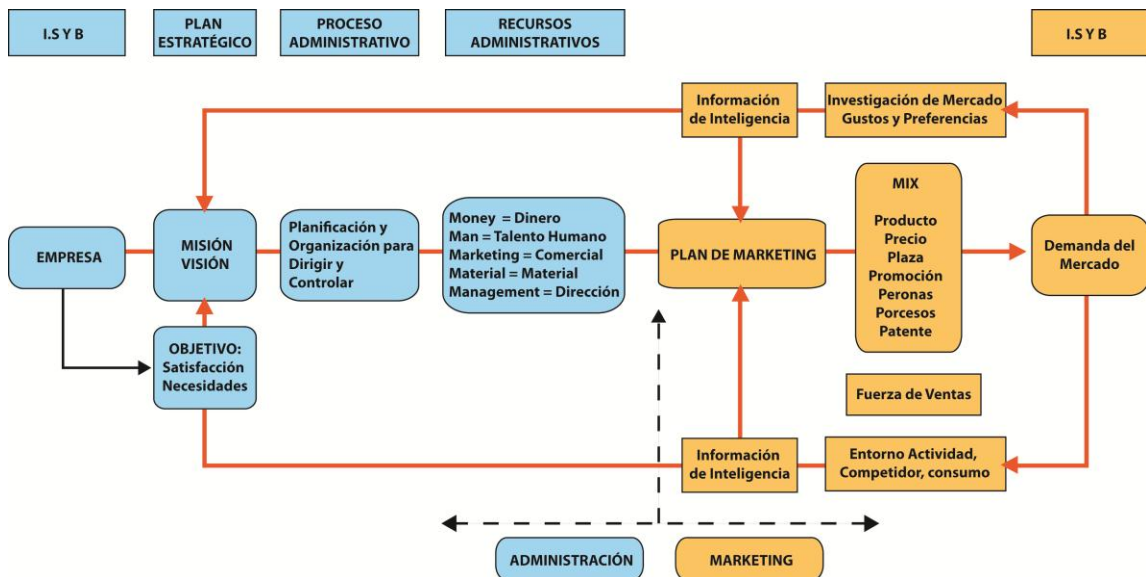 I.S Y B
PLAN
ESTRATÉGICO
PROCESO
ADMINISTRATIVO
RECURSOS
ADMINISTRATIVOS
I.S Y B
Información
de Inteligencia
Investigación de Mercado
Gustos y Preferencias
EMPRESA
MISIÓN
VISIÓN
Planificación y
Organización para
Dirigir y
Controlar
Money = Dinero
Man = Talento Humano
Marketing = Comercial
Material = Material
Management = Dirección
PLAN DE MARKETING
MIX
Producto
Precio
Plaza
Promoción
Peronas
Porcesos
Patente
Demanda del
Mercado
OBJETIVO:
Satisfacción
Necesidades
Fuerza de Ventas
Información
de Inteligencia
Entorno Actividad,
Competidor, consumo
ADMINISTRACIÓN
MARKETING